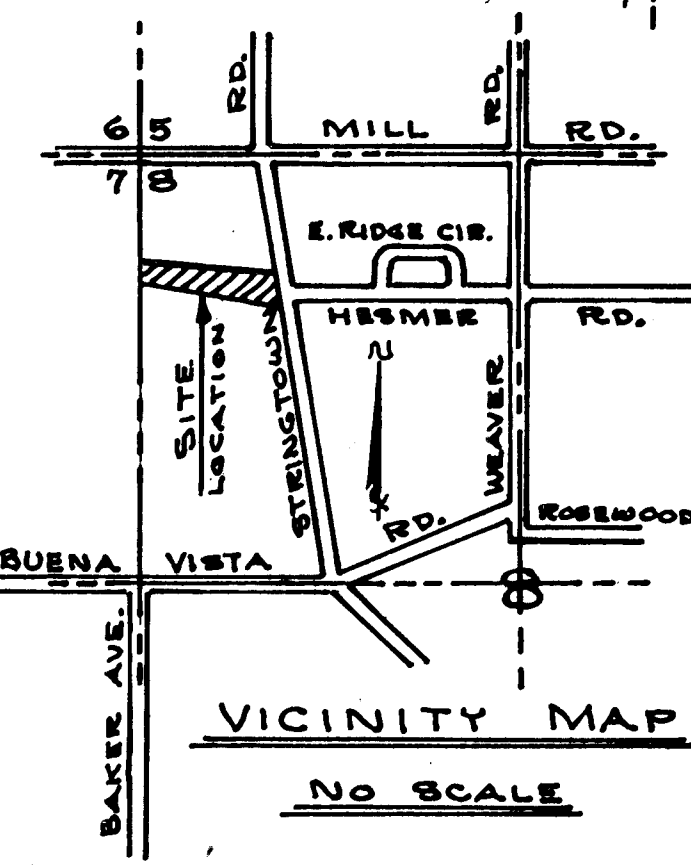 RD.
RD.
6 5
MILL RD.
7 8
E. RIDGE CIR.
HESMER RD.
N
SITE
LOCATION
STRINGTOWN
WEAVER
RD.
ROSEWOOD
BUENA VISTA
8
BAKER AVE.
VICINITY MAP
NO SCALE